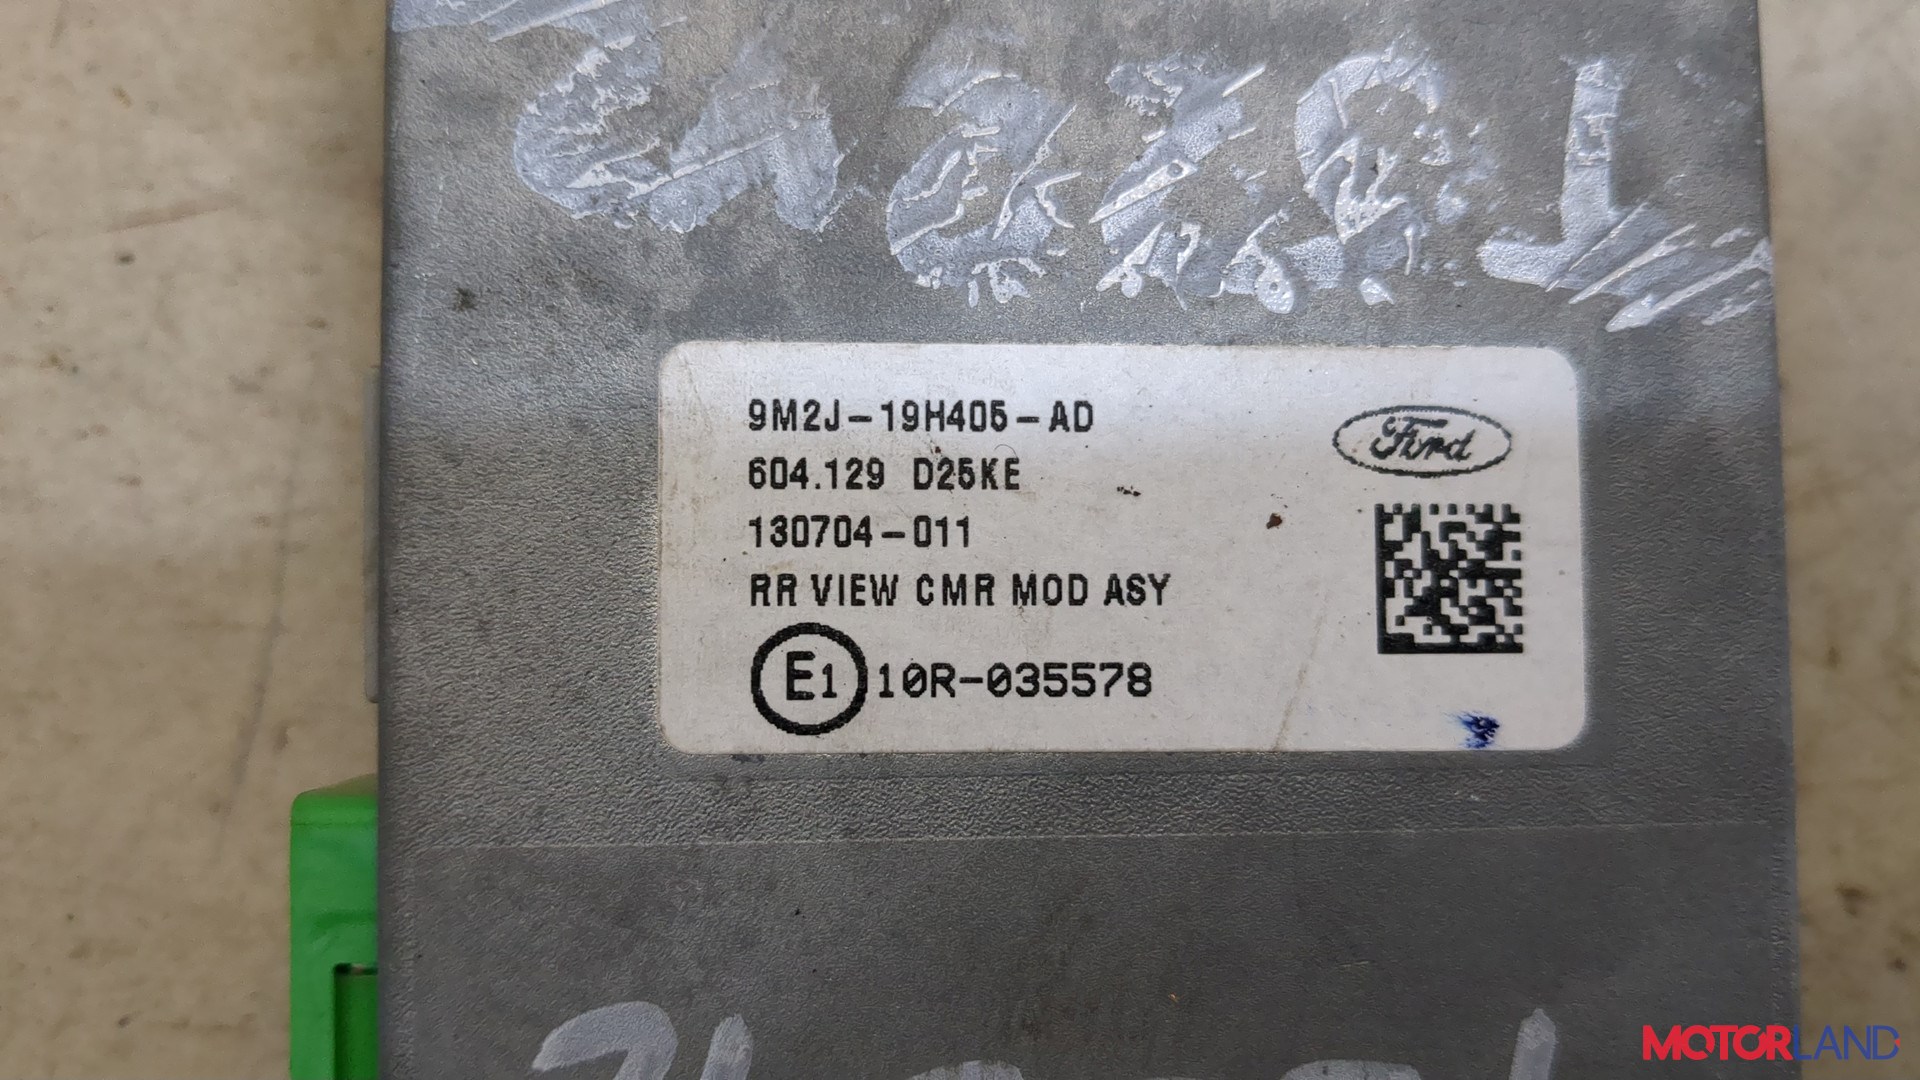 9M2J-19H405-AD
Ford
604.129 D25KE
130704-011
RR VIEW CMR MOD ASY
E1 10R-035578
MOTORLAND